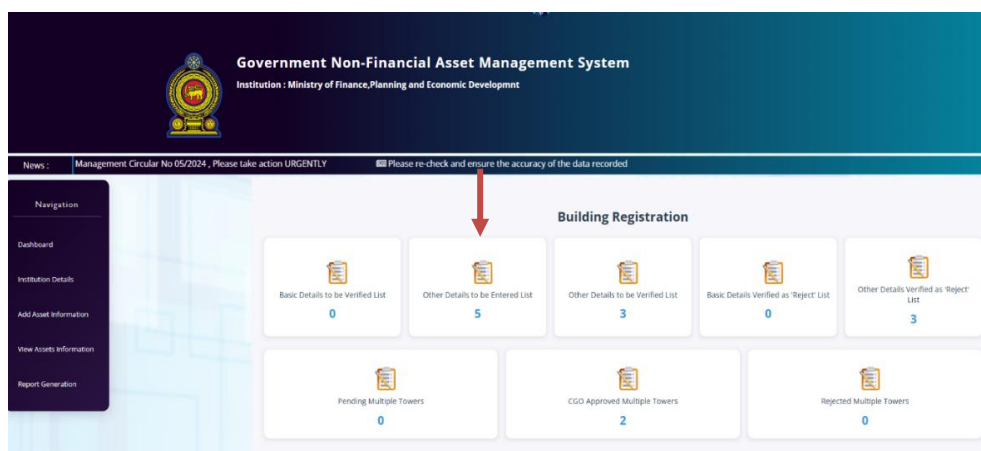 Government Non-Financial Asset Management System
Institution : Ministry of Finance,Planning and Economic Developmnt
News : Management Circular No 05/2024 , Please take action URGENTLY Please re-check and ensure the accuracy of the data recorded
Navigation
Dashboard
Institution Details
Add Asset Information
View Assets Information
Report Generation
Building Registration
Basic Details to be Verified List
0
Other Details to be Entered List
5
Other Details to be Verified List
3
Basic Details Verified as 'Reject' List
0
Other Details Verified as 'Reject'
List
3
Pending Multiple Towers
0
CGO Approved Multiple Towers
2
Rejected Multiple Towers
0